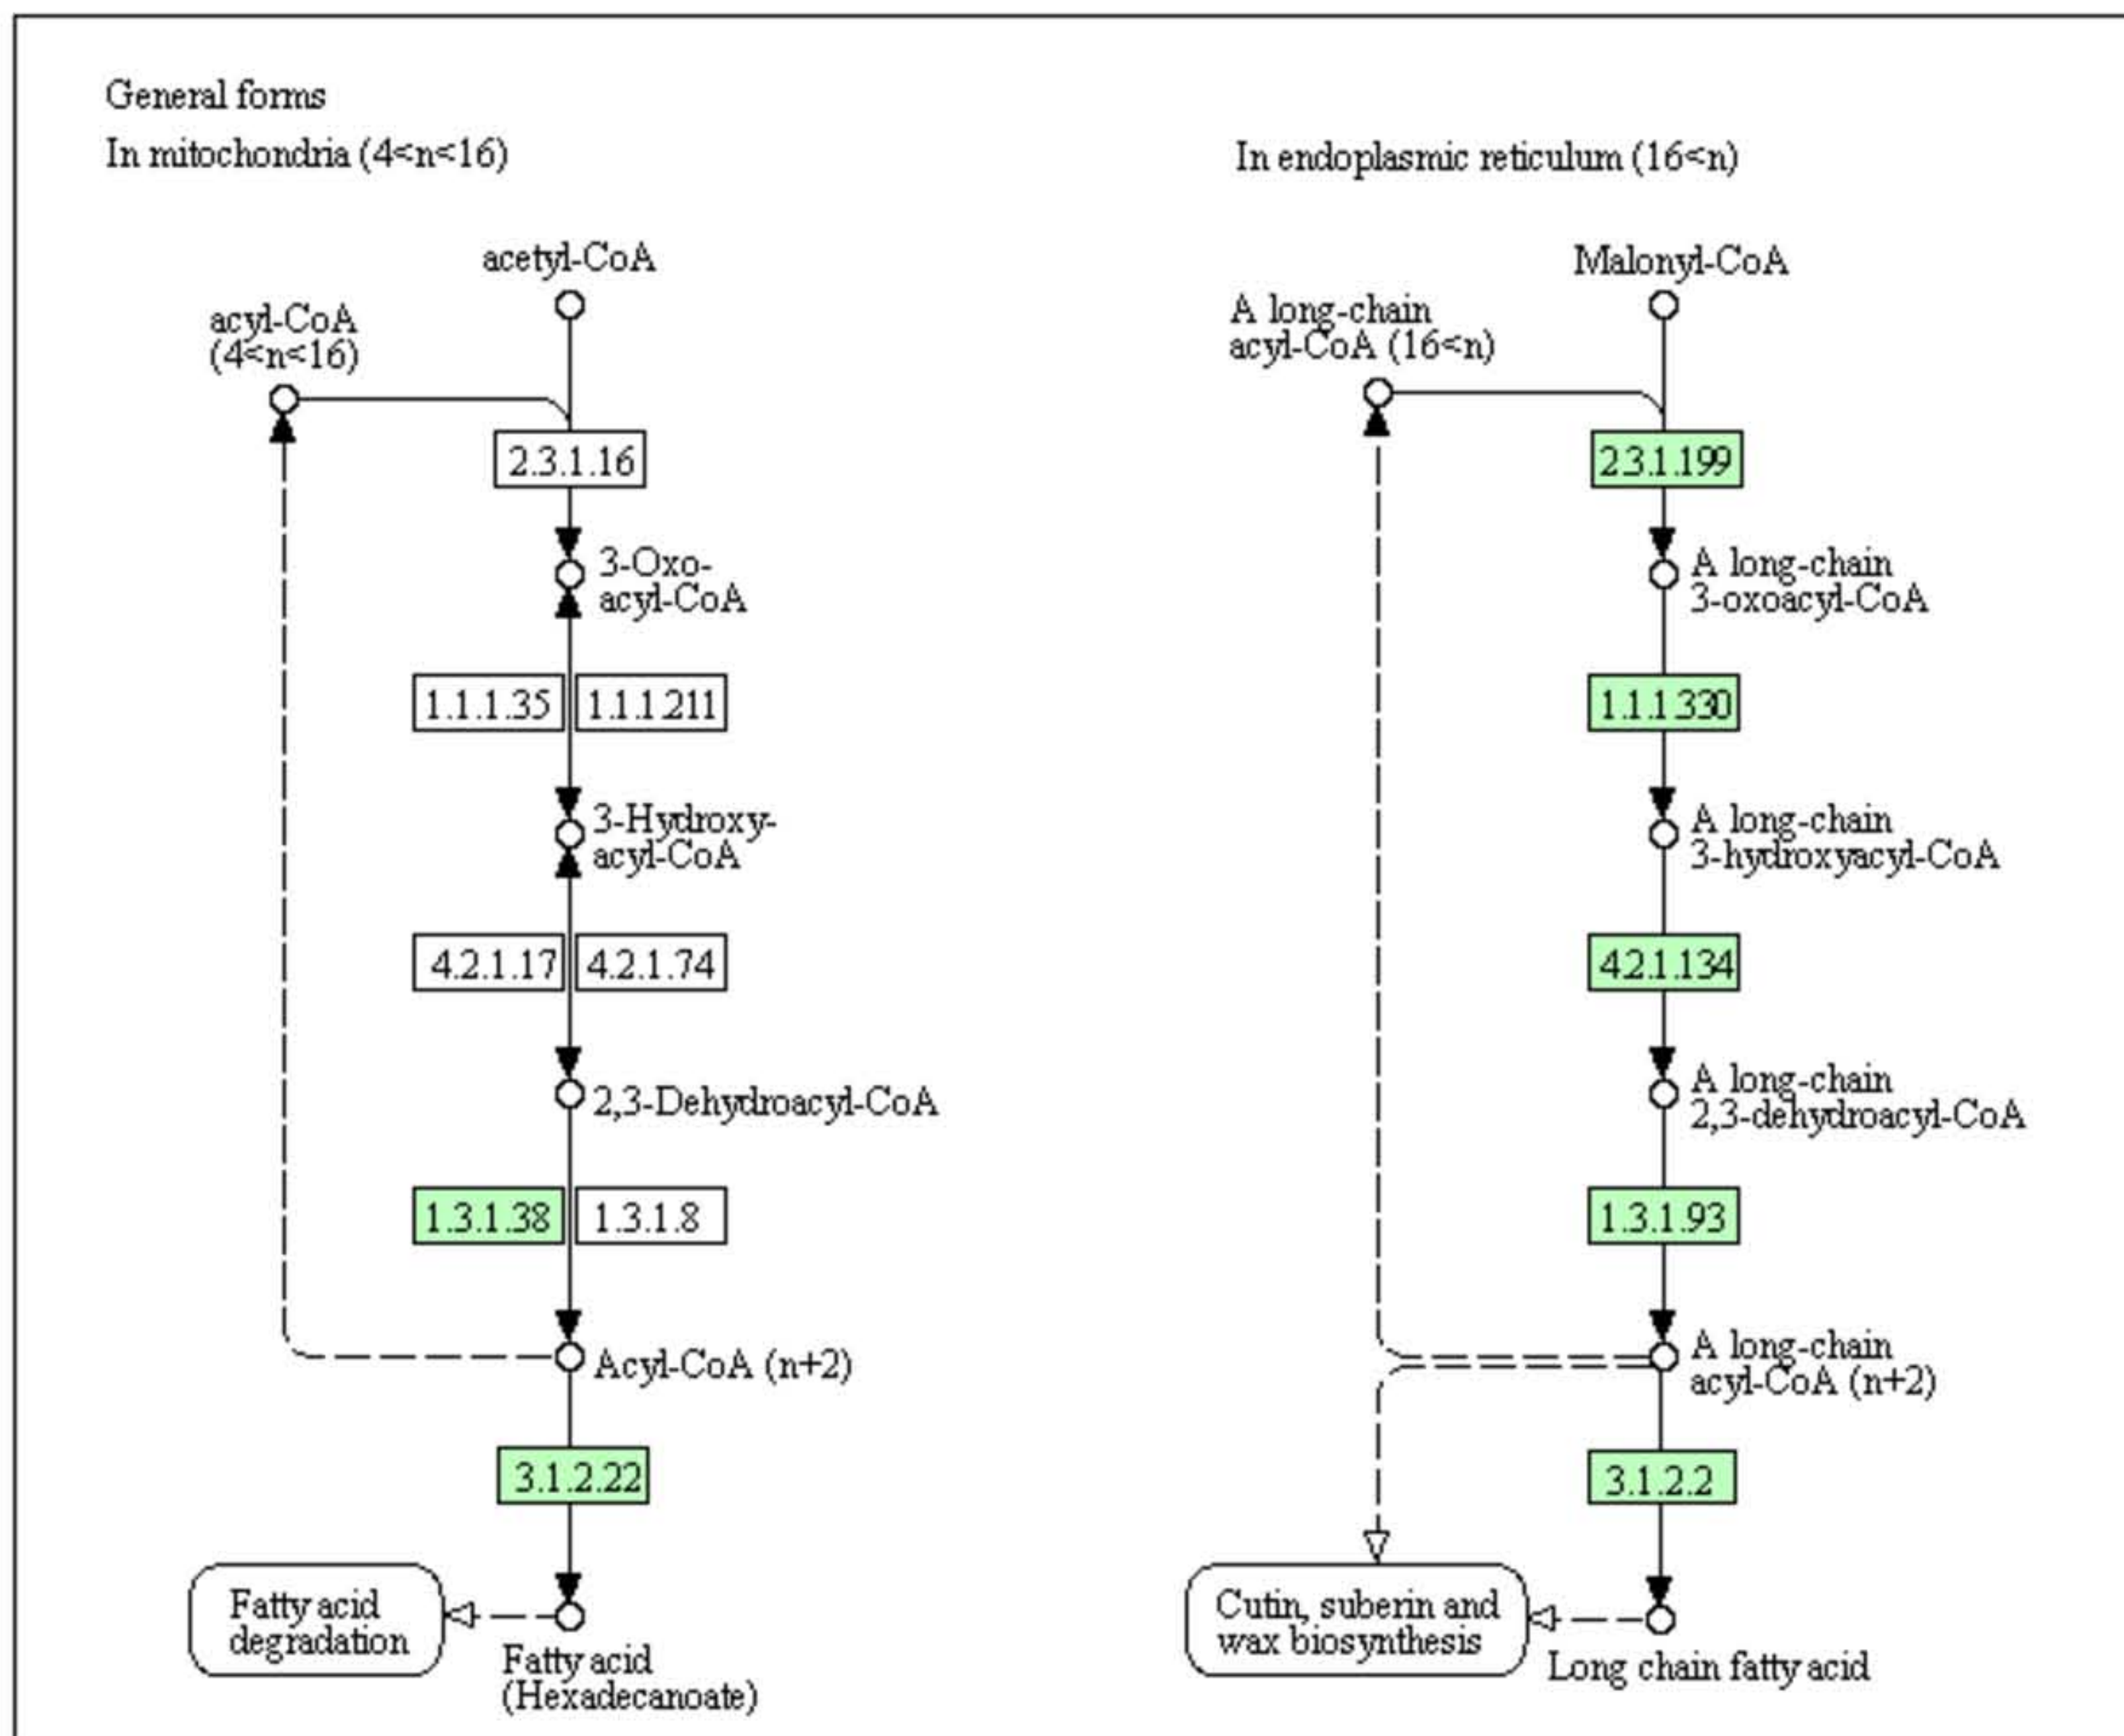 General forms
In mitochondria (4<n<16)
acetyl-CoA
acyl-CoA
(4<n<16)
2.3.1.16
3-Oxo-
acyl-CoA
1.1.1.35
1.1.1.211
3-Hydroxy-
acyl-CoA
4.2.1.17
4.2.1.74
2,3-Dehydroacyl-CoA
1.3.1.38
1.3.1.8
Acyl-CoA (n+2)
3.1.2.22
Fatty acid
degradation
Fatty acid
(Hexadecanoate)
In endoplasmic reticulum (16<n)
Malonyl-CoA
A long-chain
acyl-CoA (16<n)
2.3.1.199
A long-chain
3-oxoacyl-CoA
1.1.1.330
A long-chain
3-hydroxyacyl-CoA
4.2.1.134
A long-chain
2,3-dehydroacyl-CoA
1.3.1.93
A long-chain
acyl-CoA (n+2)
3.1.2.2
Cutin, suberin and
wax biosynthesis
Long chain fatty acid